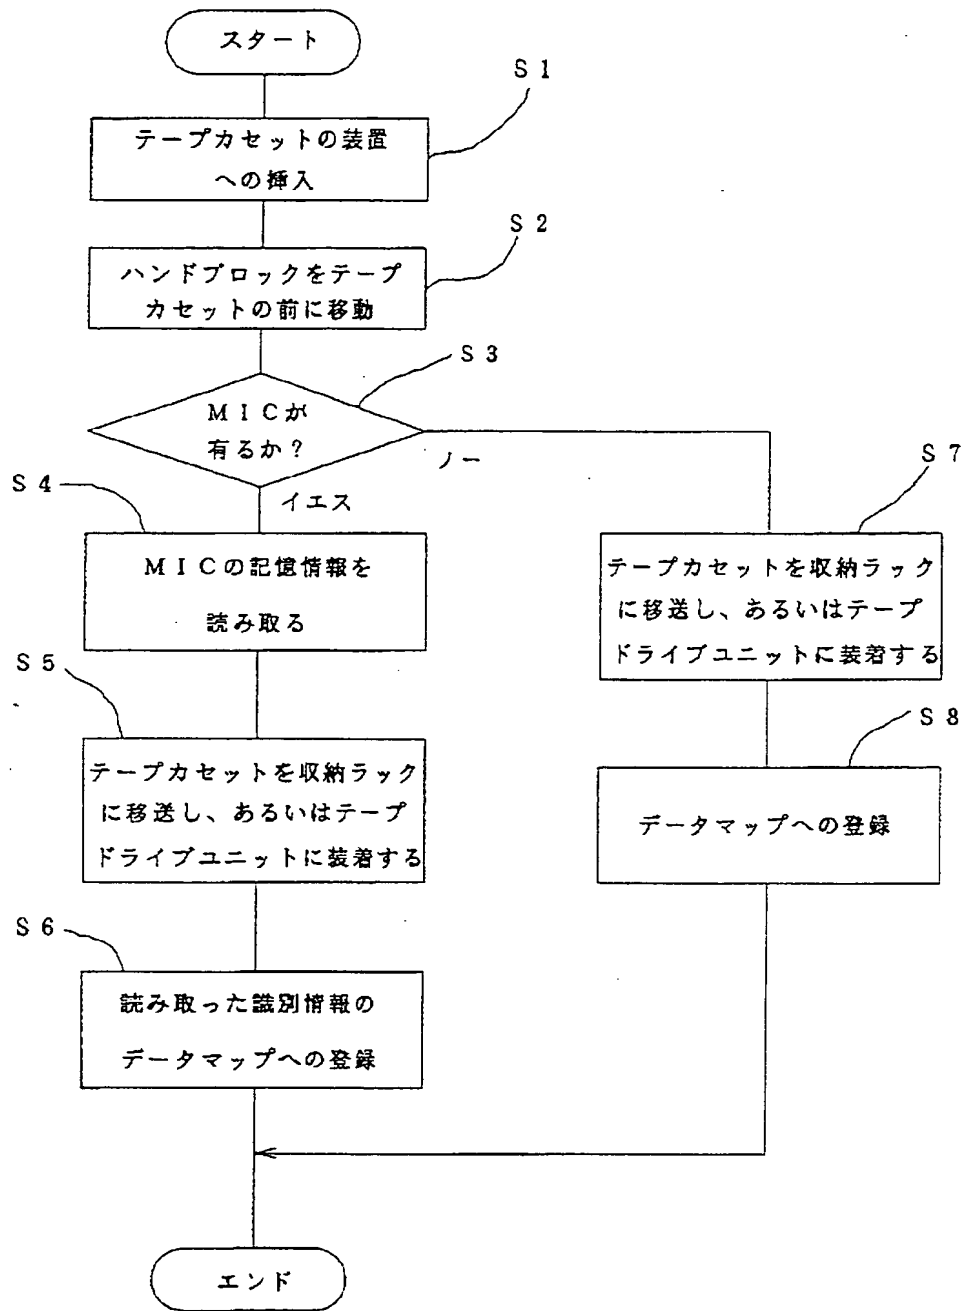 スタート
S1
テープカセットの装置
への挿入
S2
ハンドブロックをテープ
カセットの前に移動
S3
MICが
有るか?
ノー
イエス
S4
MICの記憶情報を
読み取る
S5
テープカセットを収納ラック
に移送し、あるいはテープ
ドライブユニットに装着する
S6
読み取った識別情報の
データマップへの登録
S7
テープカセットを収納ラック
に移送し、あるいはテープ
ドライブユニットに装着する
S8
データマップへの登録
エンド